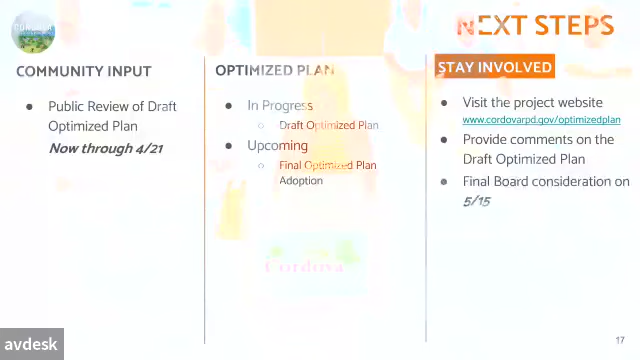 NEXT STEPS
COMMUNITY INPUT
Public Review of Draft
Optimized Plan
Now through 4/21
OPTIMIZED PLAN
In Progress
Draft Optimized Plan
Upcoming
Final Optimized Plan
Adoption
STAY INVOLVED
Visit the project website
www.cordovarpd.gov/optimizedplan
Provide comments on the
Draft Optimized Plan
Final Board consideration on
5/15
Cordova
avdesk
17